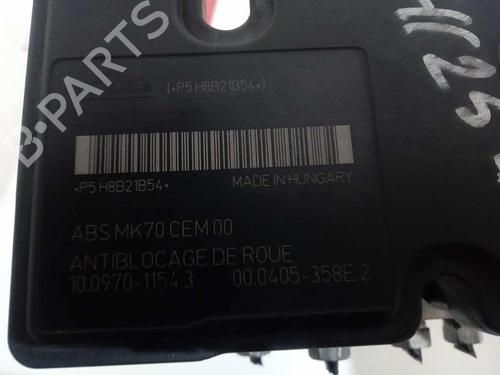 (*P5 H8B21B54*)
*P5 H8B21B54*
MADE IN HUNGARY
ABS MK70 CEM 00
ANTIBLOCAGE DE ROUE
10.0970-1154.3 00.0405-358E.2
B-PARTS